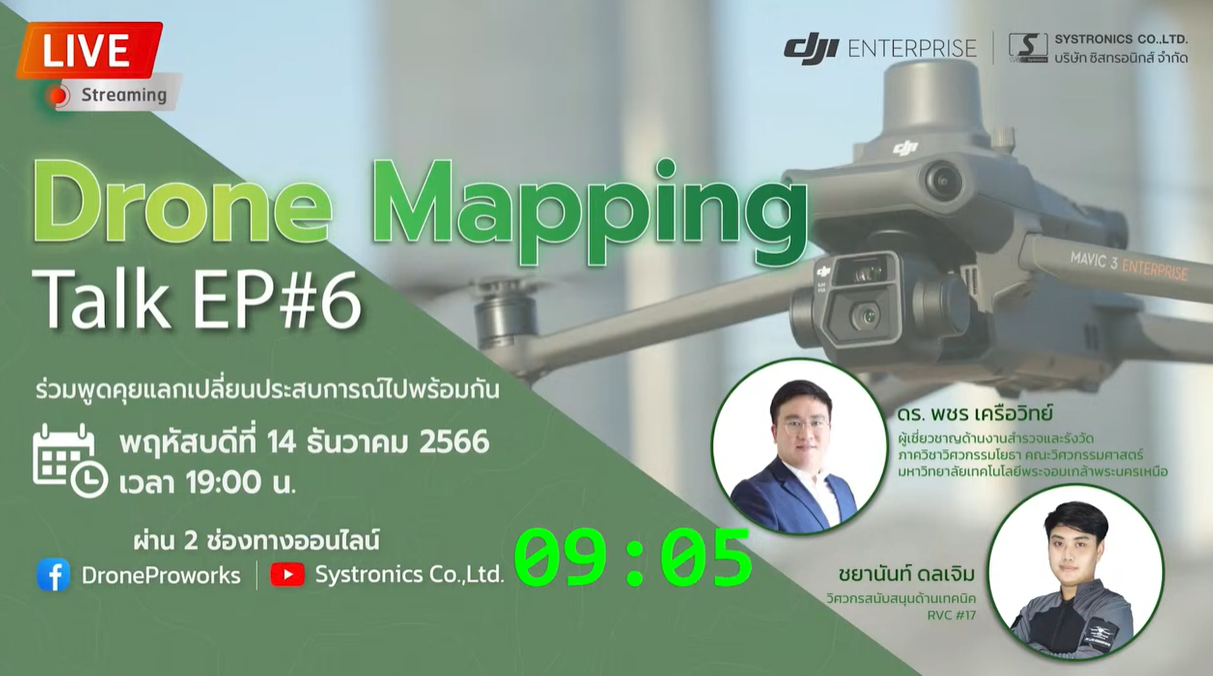 LIVE
Streaming
dji ENTERPRISE
SYSTRONICS CO.,LTD.
บริษัท ซิสทรอนิกส์ จำกัด
Drone Mapping
Talk EP#6
ร่วมพูดคุยแลกเปลี่ยนประสบการณ์ไปพร้อมกัน
พฤหัสบดีที่ 14 ธันวาคม 2566
เวลา 19:00 น.
ผ่าน 2 ช่องทางออนไลน์
DroneProworks
Systronics Co.,Ltd.
09:05
dji
MAVIC 3 ENTERPRISE
dji
ดร. พชร เครือวิทย์
ผู้เชี่ยวชาญด้านงานสำรวจและรังวัด
ภาควิชาวิศวกรรมโยธา คณะวิศวกรรมศาสตร์
มหาวิทยาลัยเทคโนโลยีพระจอมเกล้าพระนครเหนือ
ชยานันท์ ดลเจิม
วิศวกรสนับสนุนด้านเทคนิค
RVC #17